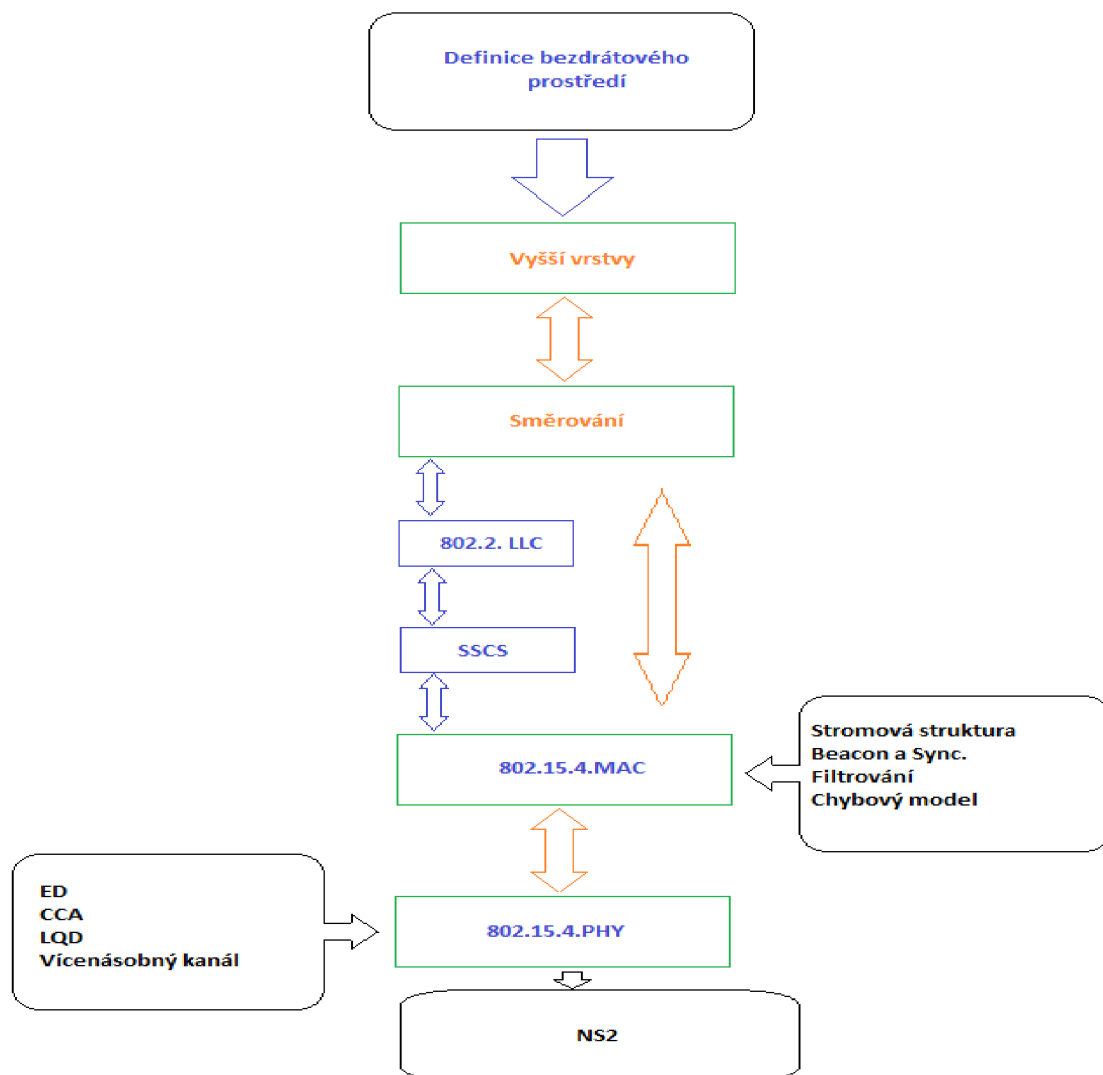 Definice bezdrátového
prostředí
Vyšší vrstvy
Směrování
802.2. LLC
SSCS
802.15.4.MAC
Stromová struktura
Beacon a Sync.
Filtrování
Chybový model
ED
CCA
LQD
Vícenásobný kanál
802.15.4.PHY
NS2